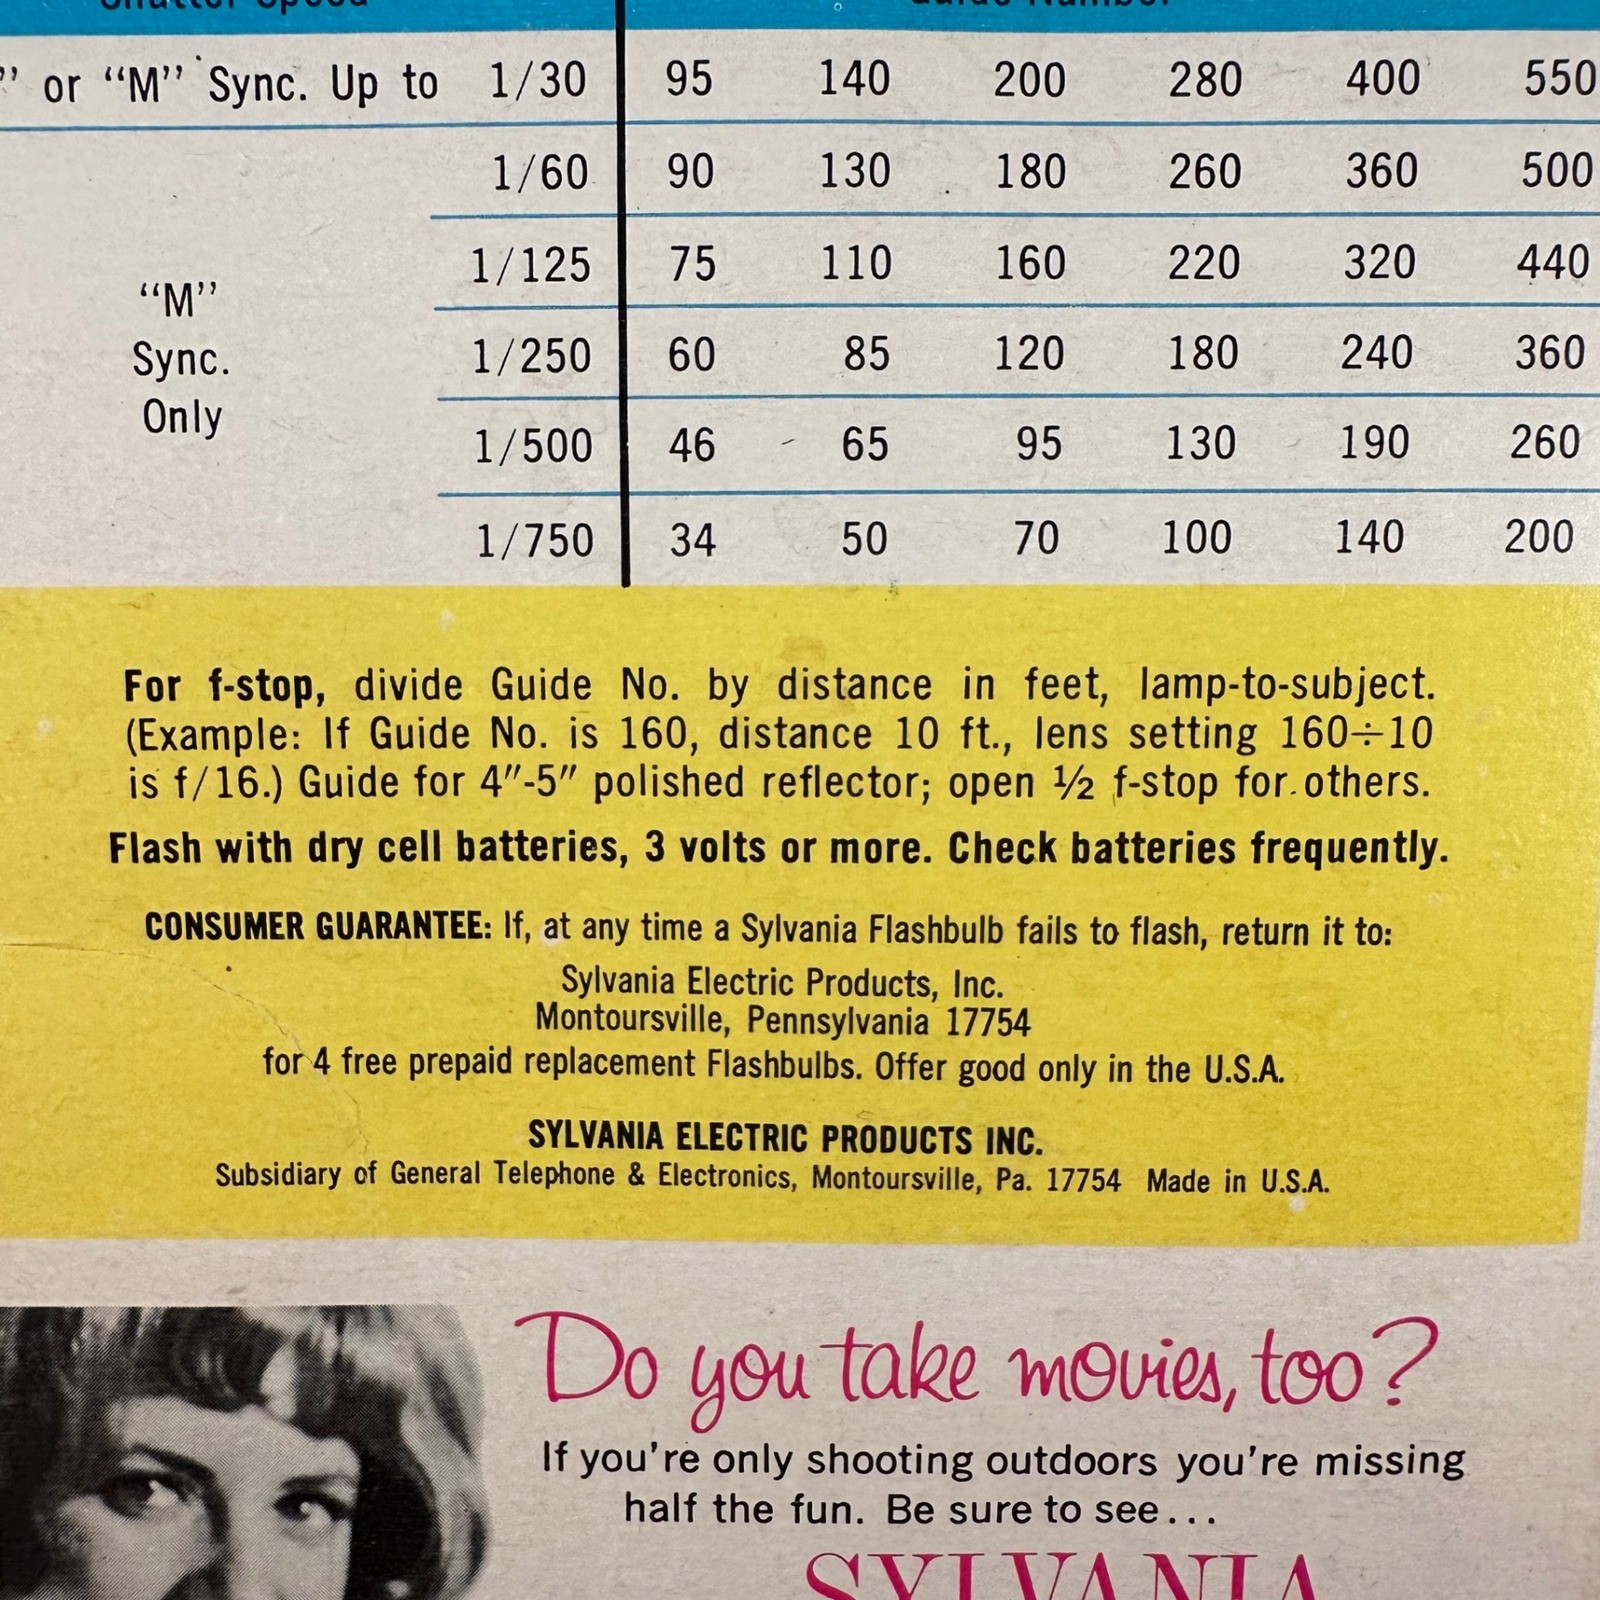 Shutter Speed Guide Number
" or “M” Sync. Up to 1/30 95 140 200 280 400 550
1/60 90 130 180 260 360 500
1/125 75 110 160 220 320 440
“M”
Sync.
Only
1/250 60 85 120 180 240 360
1/500 46 65 95 130 190 260
1/750 34 50 70 100 140 200
For f-stop, divide Guide No. by distance in feet, lamp-to-subject.
(Example: If Guide No. is 160, distance 10 ft., lens setting 160÷10
is f/16.) Guide for 4″-5″ polished reflector; open ½ f-stop for others.
Flash with dry cell batteries, 3 volts or more. Check batteries frequently.
CONSUMER GUARANTEE: If, at any time a Sylvania Flashbulb fails to flash, return it to:
Sylvania Electric Products, Inc.
Montoursville, Pennsylvania 17754
for 4 free prepaid replacement Flashbulbs. Offer good only in the U.S.A.
SYLVANIA ELECTRIC PRODUCTS INC.
Subsidiary of General Telephone & Electronics, Montoursville, Pa. 17754 Made in U.S.A.
Do you take movies, too?
If you're only shooting outdoors you're missing
half the fun. Be sure to see...
SYLVANIA